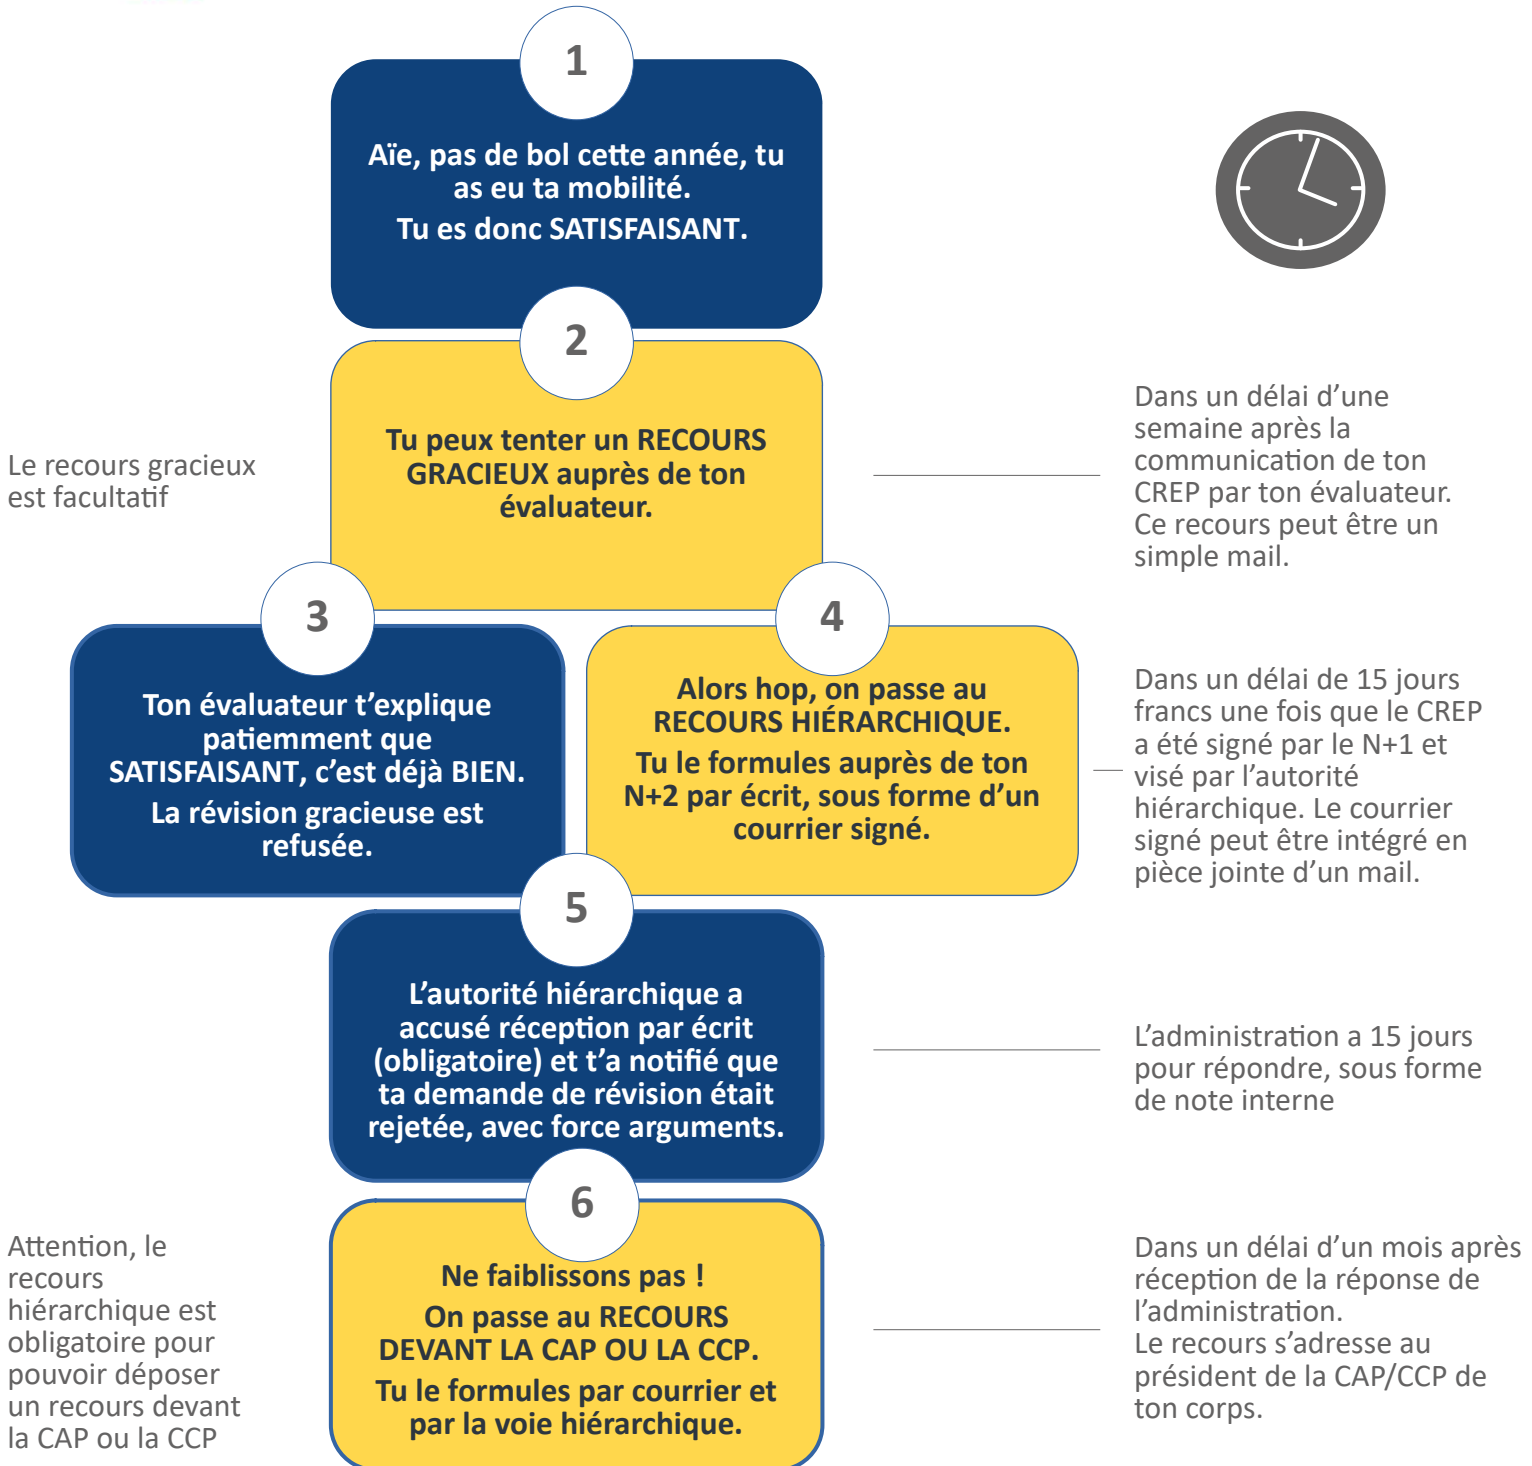 1
Aïe, pas de bol cette année, tu
as eu ta mobilité.
Tu es donc SATISFAISANT.
2
Tu peux tenter un RECOURS
GRACIEUX auprès de ton
évaluateur.
Le recours gracieux
est facultatif
Dans un délai d’une
semaine après la
communication de ton
CREP par ton évaluateur.
Ce recours peut être un
simple mail.
3
Ton évaluateur t’explique
patiemment que
SATISFAISANT, c’est déjà BIEN.
La révision gracieuse est
refusée.
4
Alors hop, on passe au
RECOURS HIÉRARCHIQUE.
Tu le formules auprès de ton
N+2 par écrit, sous forme d’un
courrier signé.
Dans un délai de 15 jours
francs une fois que le CREP
a été signé par le N+1 et
visé par l’autorité
hiérarchique. Le courrier
signé peut être intégré en
pièce jointe d’un mail.
5
L’autorité hiérarchique a
accusé réception par écrit
(obligatoire) et t’a notifié que
ta demande de révision était
rejetée, avec force arguments.
L’administration a 15 jours
pour répondre, sous forme
de note interne
6
Ne faiblissons pas !
On passe au RECOURS
DEVANT LA CAP OU LA CCP.
Tu le formules par courrier et
par la voie hiérarchique.
Attention, le
recours
hiérarchique est
obligatoire pour
pouvoir déposer
un recours devant
la CAP ou la CCP
Dans un délai d’un mois après
réception de la réponse de
l’administration.
Le recours s’adresse au
président de la CAP/CCP de
ton corps.